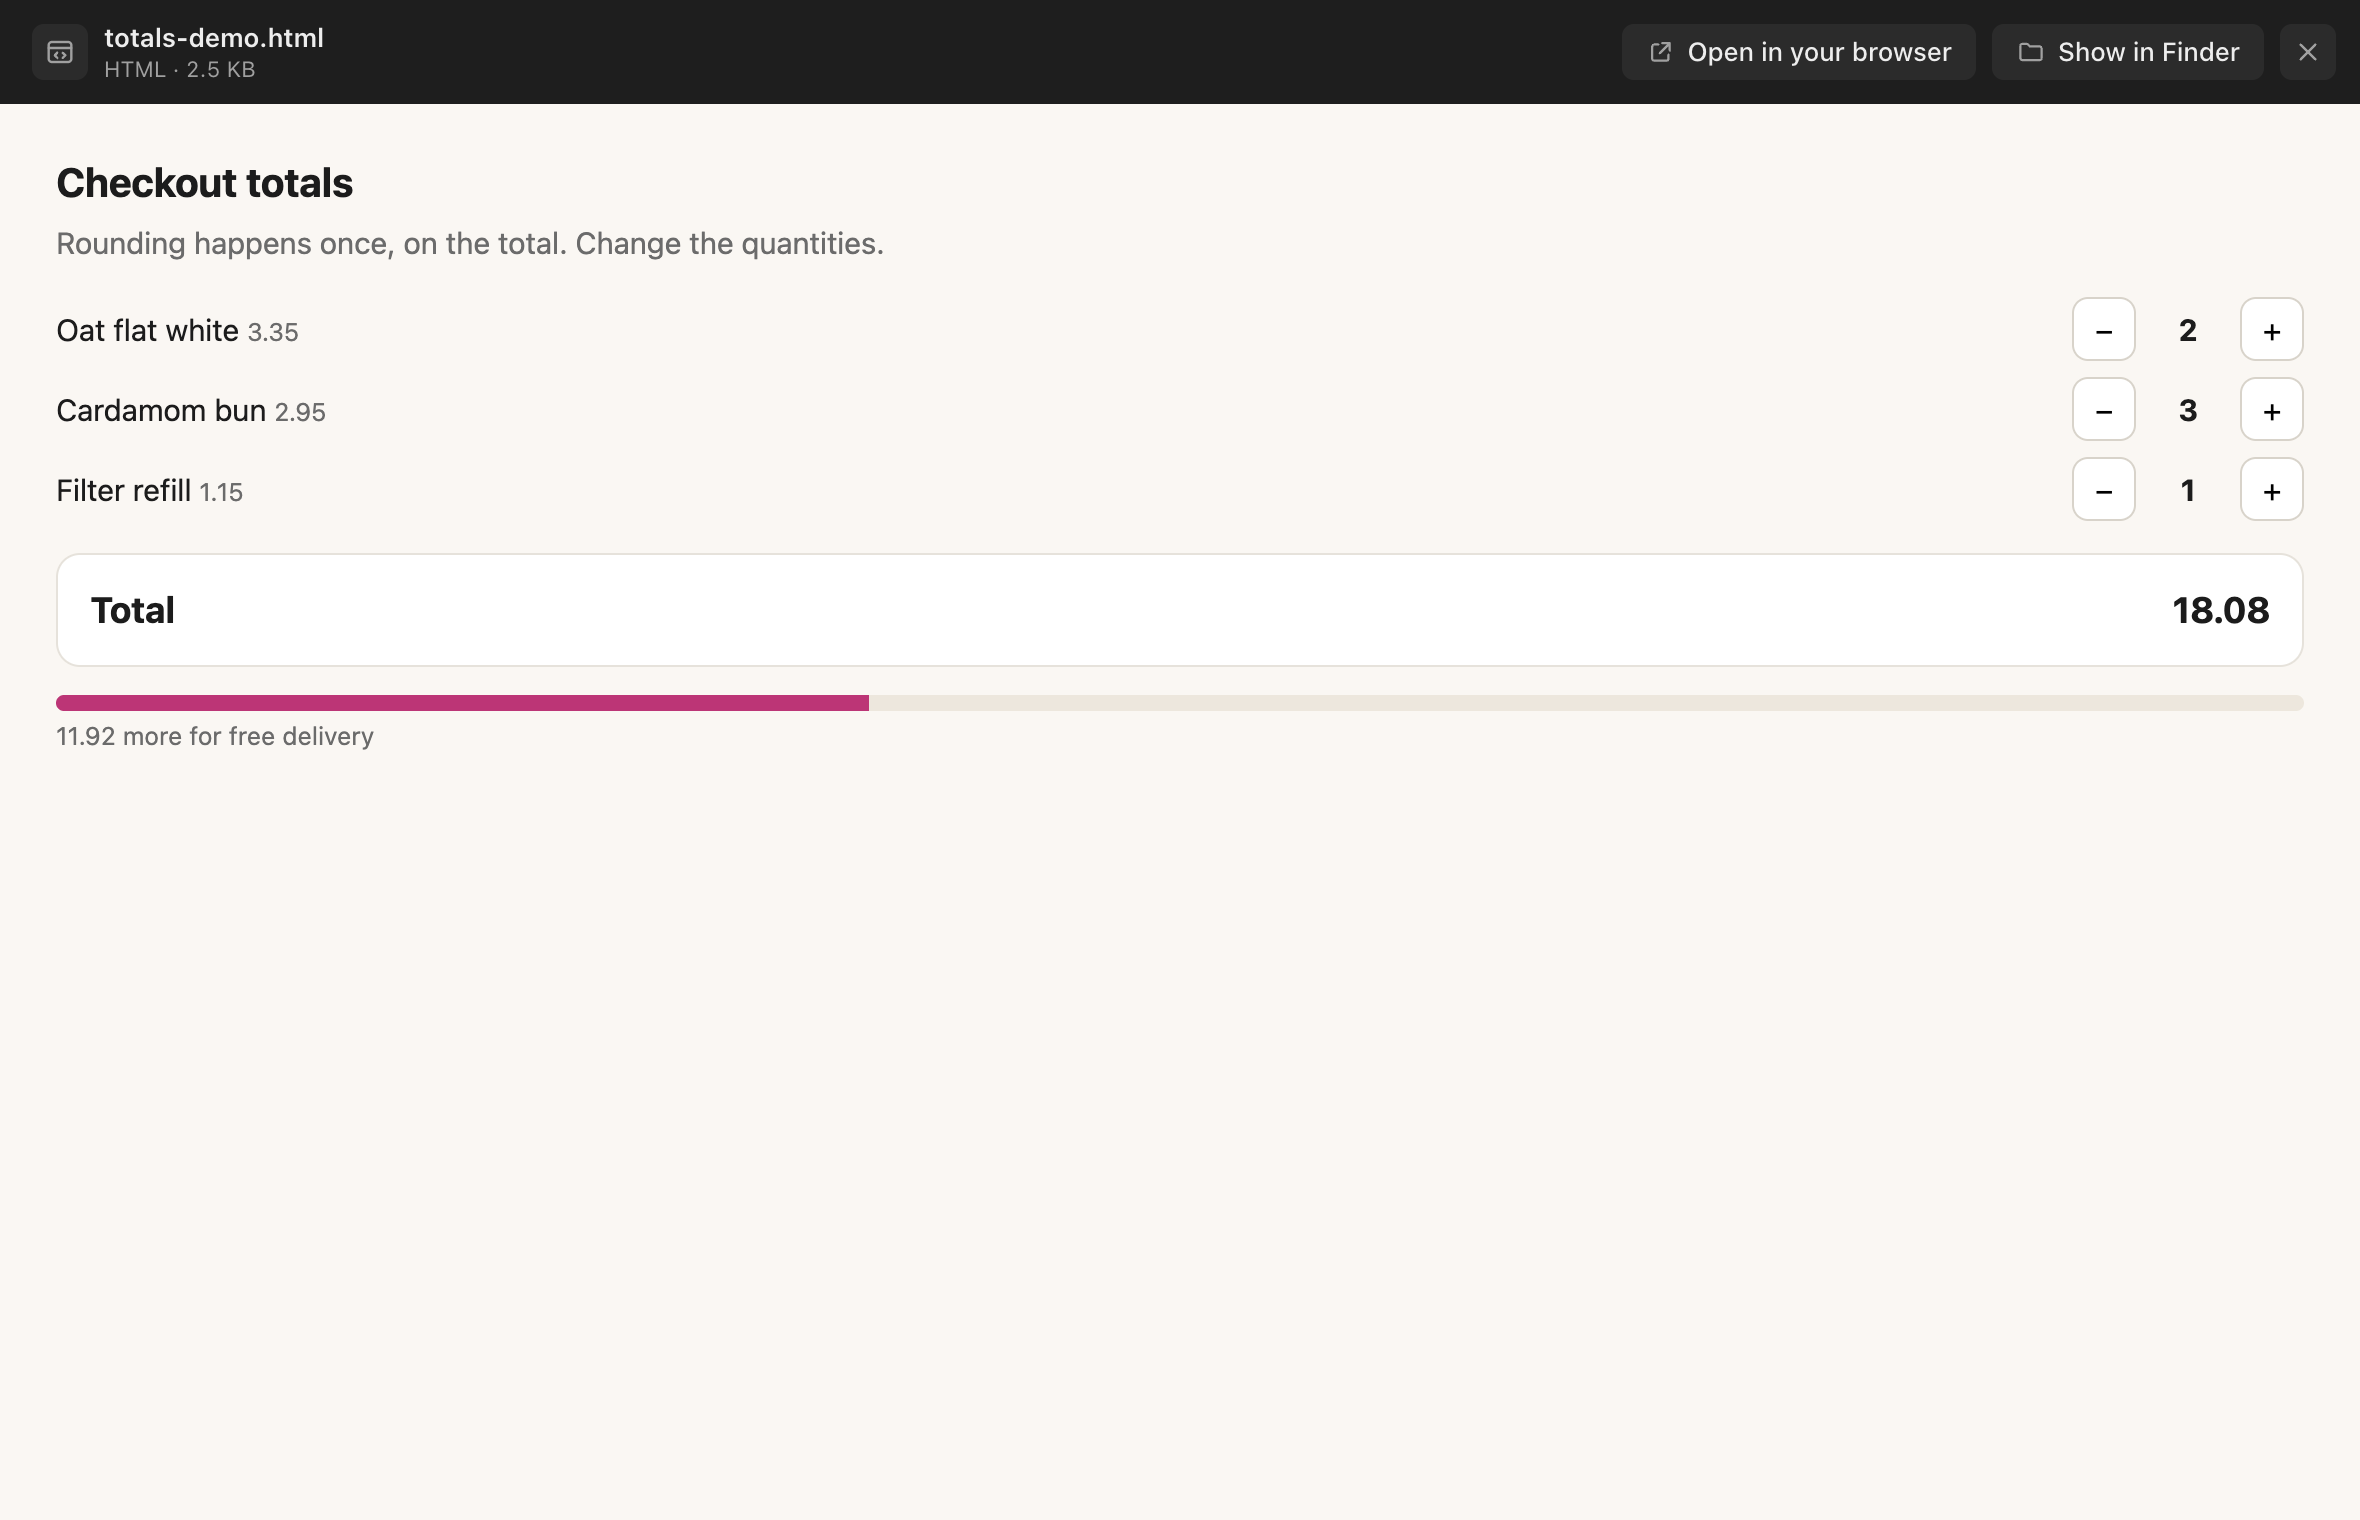 totals-demo.html
HTML · 2.5 KB
Open in your browser
Show in Finder
Checkout totals
Rounding happens once, on the total. Change the quantities.
Oat flat white 3.35 − 2 +
Cardamom bun 2.95 − 3 +
Filter refill 1.15 − 1 +
Total 18.08
11.92 more for free delivery